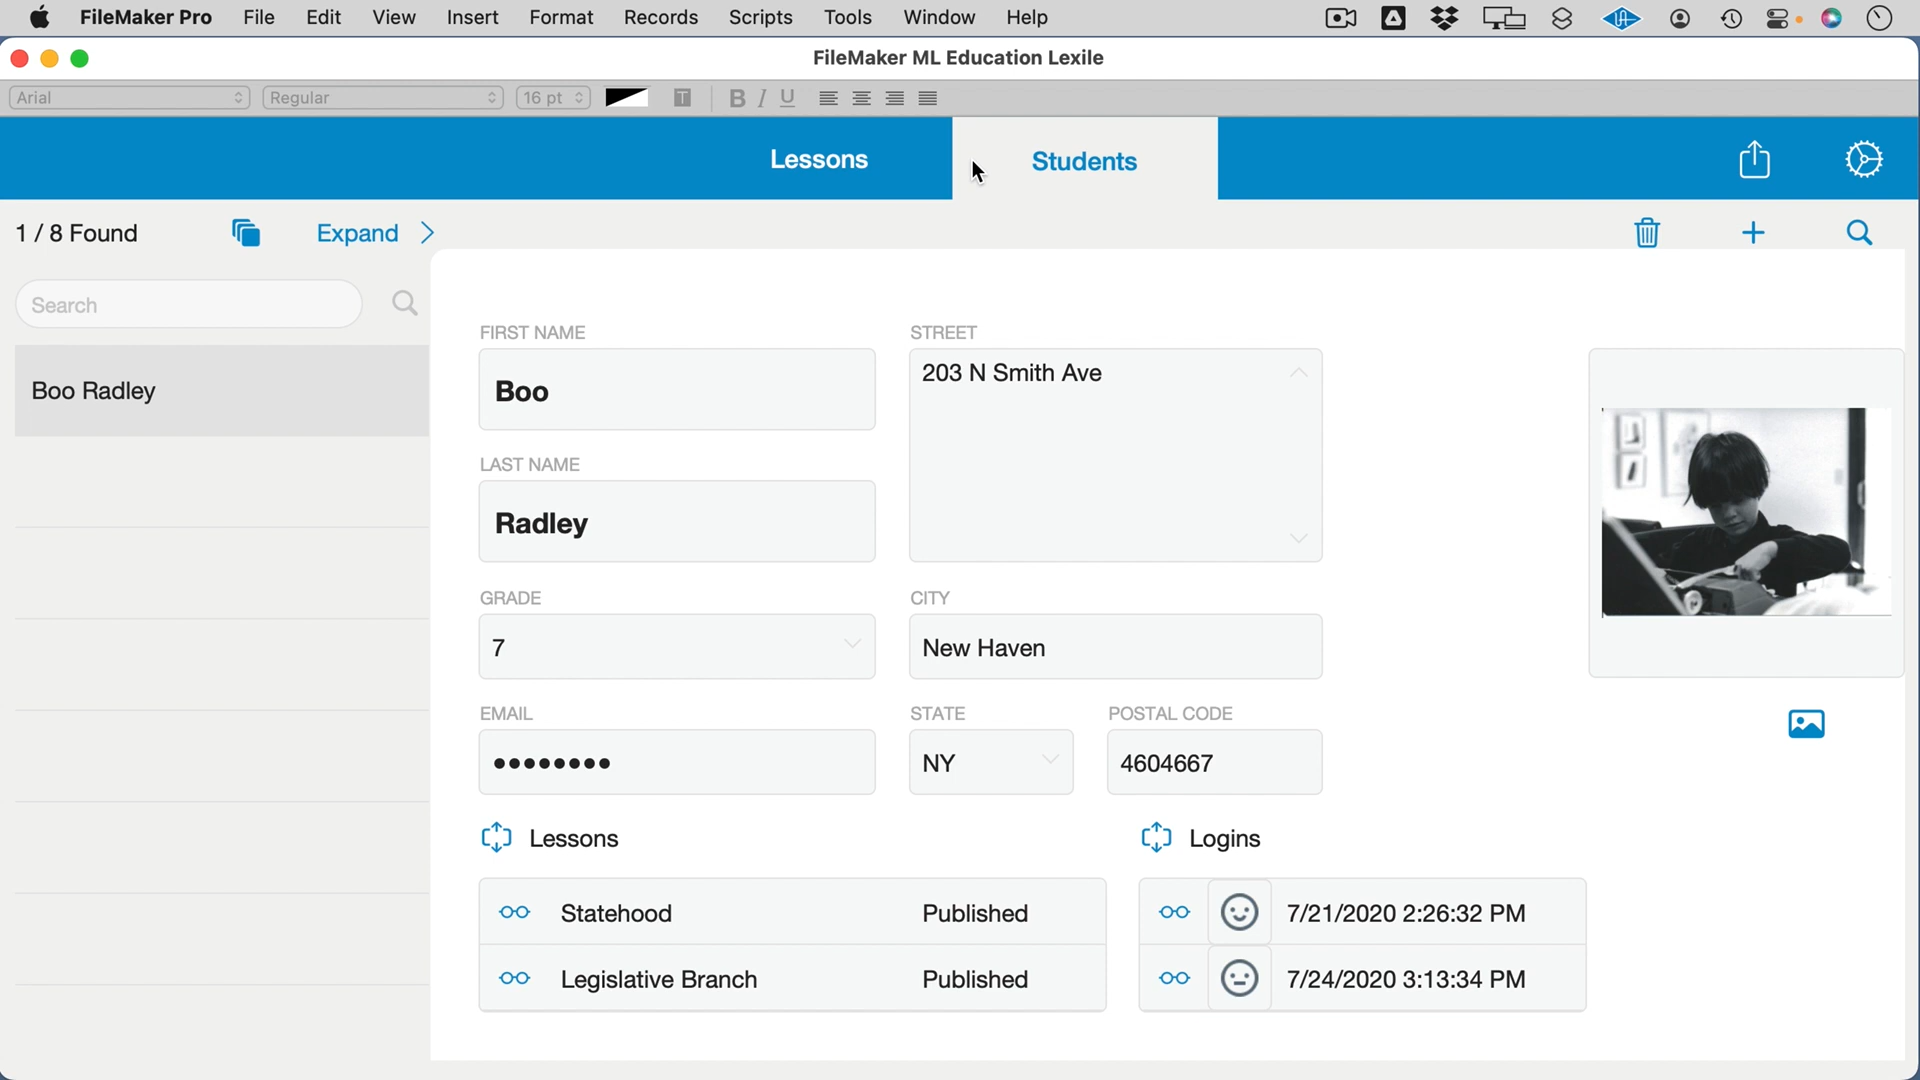 FileMaker Pro File Edit View Insert Format Records Scripts Tools Window Help
FileMaker ML Education Lexile
Arial Regular 16 pt T B I U
Lessons Students
1 / 8 Found Expand
Search
Boo Radley
FIRST NAME
Boo
LAST NAME
Radley
GRADE
7
EMAIL
••••••••
STREET
203 N Smith Ave
CITY
New Haven
STATE
NY
POSTAL CODE
4604667
Lessons
Statehood Published
Legislative Branch Published
Logins
7/21/2020 2:26:32 PM
7/24/2020 3:13:34 PM